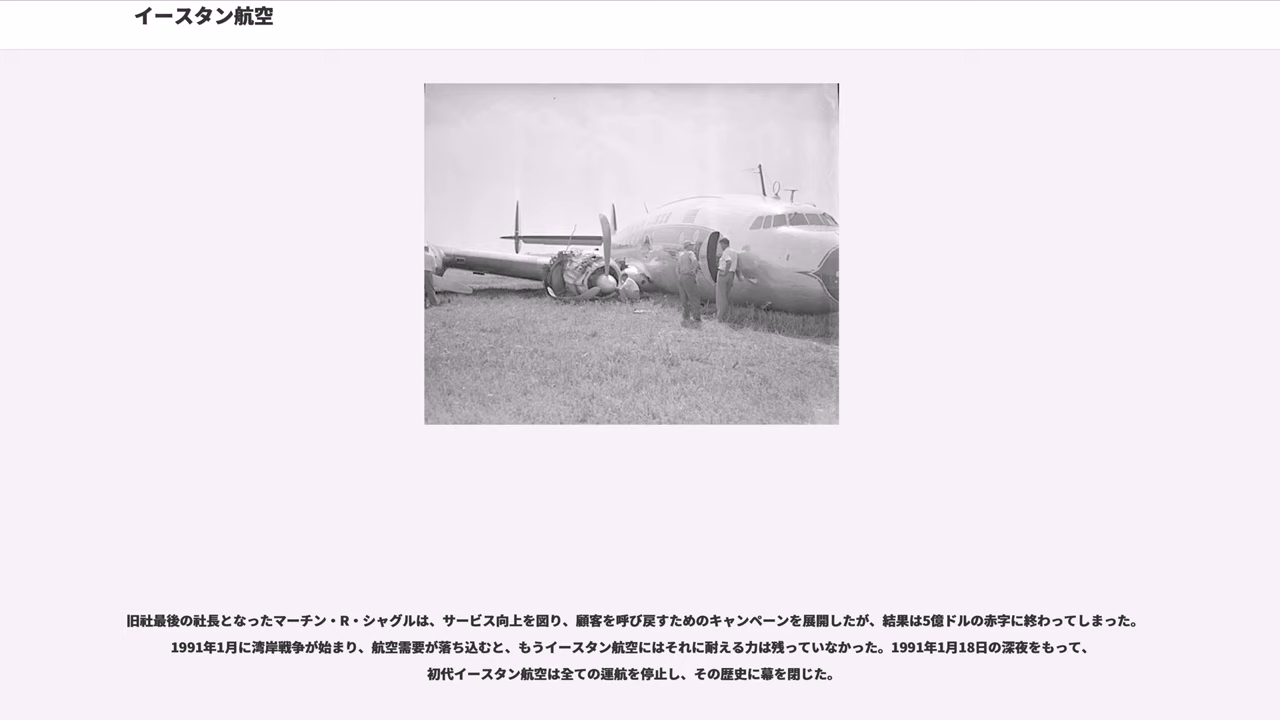 イースタン航空
旧社最後の社長となったマーチン・R・シャグルは、サービス向上を図り、顧客を呼び戻すためのキャンペーンを展開したが、結果は5億ドルの赤字に終わってしまった。
1991年1月に湾岸戦争が始まり、航空需要が落ち込むと、もうイースタン航空にはそれに耐える力は残っていなかった。1991年1月18日の深夜をもって、
初代イースタン航空は全ての運航を停止し、その歴史に幕を閉じた。